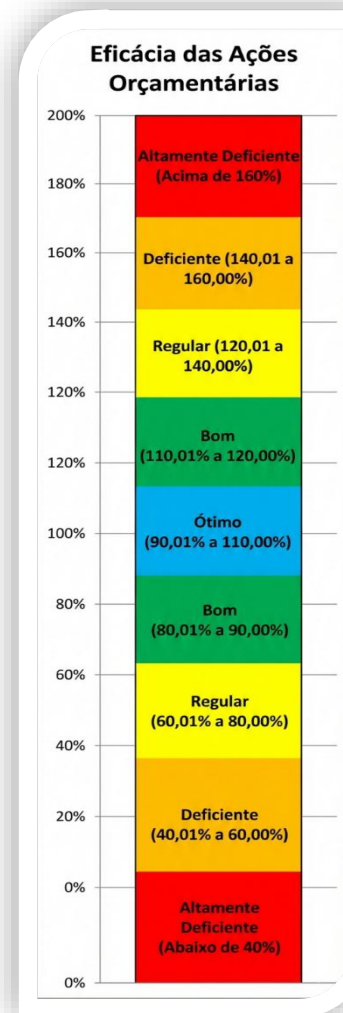 Eficácia das Ações
Orçamentárias
200%
Altamente Deficiente
(Acima de 160%)
180%
160%
Deficiente (140,01 a
160,00%)
140%
Regular (120,01 a
140,00%)
120%
Bom
(110,01% a 120,00%)
120%
Ótimo
(90,01% a 110,00%)
100%
Bom
(80,01% a 90,00%)
80%
60%
Regular
(60,01% a 80,00%)
40%
20%
Deficiente
(40,01% a 60,00%)
0%
Altamente
Deficiente
(Abaixo de 40%)
0%